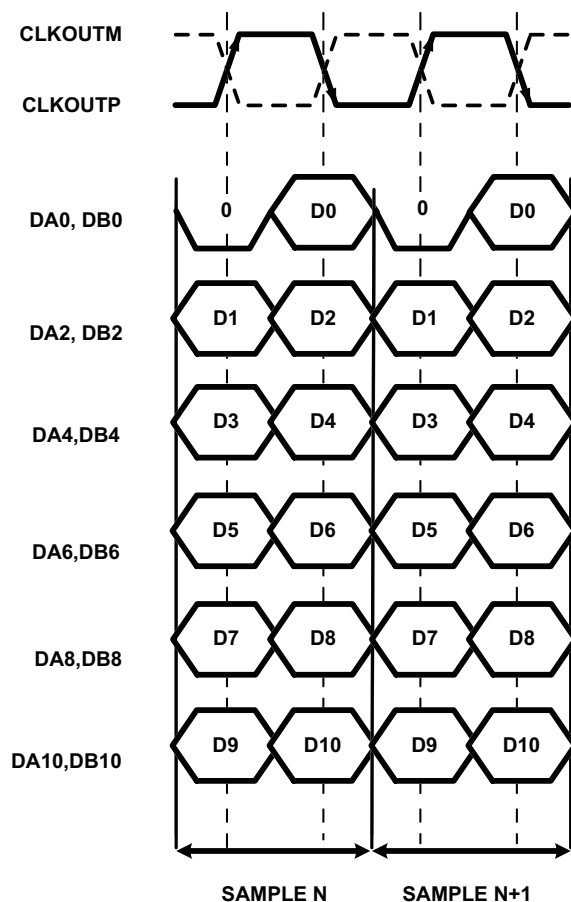 CLKOUTM
CLKOUTP
DA0, DB0 0 D0 0 D0
DA2, DB2 D1 D2 D1 D2
DA4,DB4 D3 D4 D3 D4
DA6,DB6 D5 D6 D5 D6
DA8,DB8 D7 D8 D7 D8
DA10,DB10 D9 D10 D9 D10
SAMPLE N SAMPLE N+1